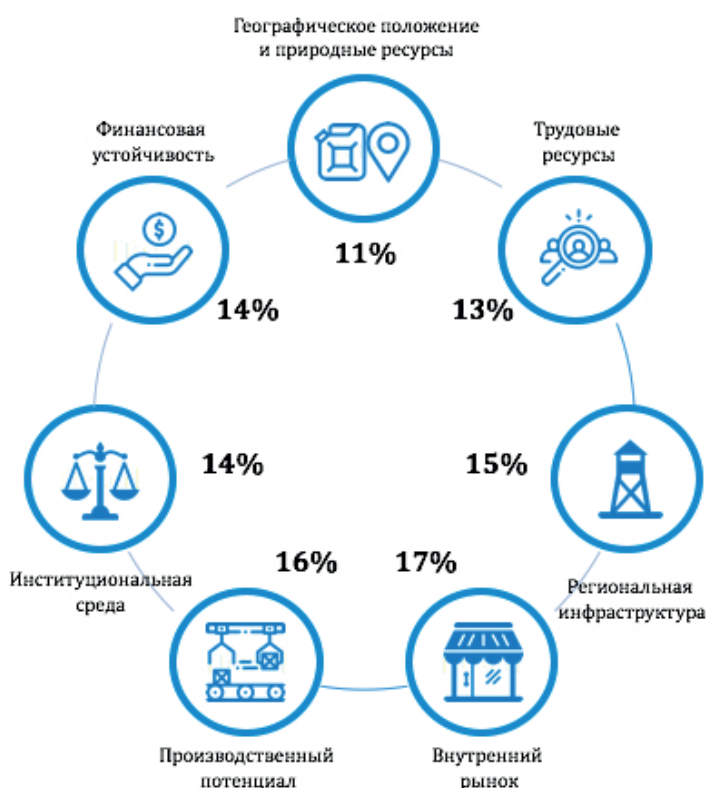 Географическое положение
и природные ресурсы
11%
Трудовые
ресурсы
13%
Региональная
инфраструктура
15%
Внутренний
рынок
17%
Производственный
потенциал
16%
Институциональная
среда
14%
Финансовая
устойчивость
14%
$